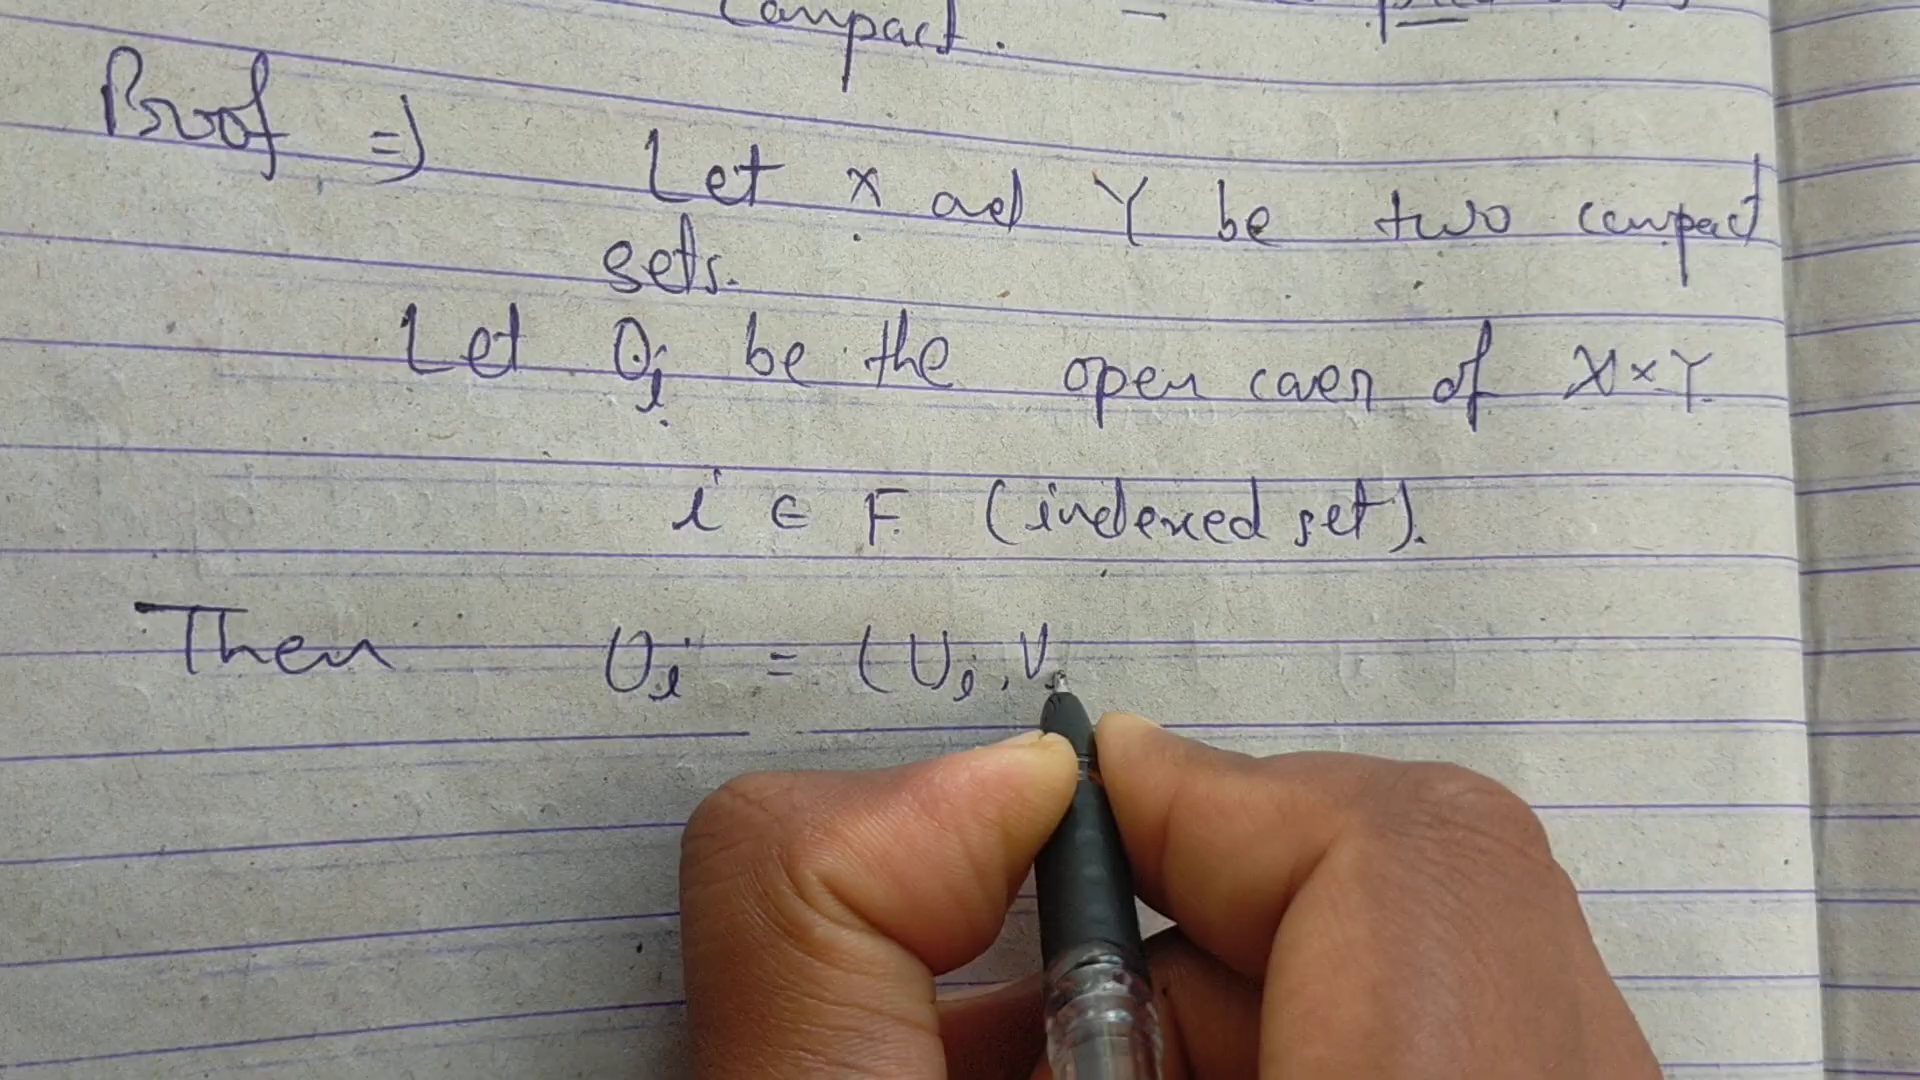 compact.
Proof ⇒ Let X and Y be two compact
sets.
Let Oi be the open cover of X×Y
i ∈ F. (indexed set).
Then Oi = (Ui, V